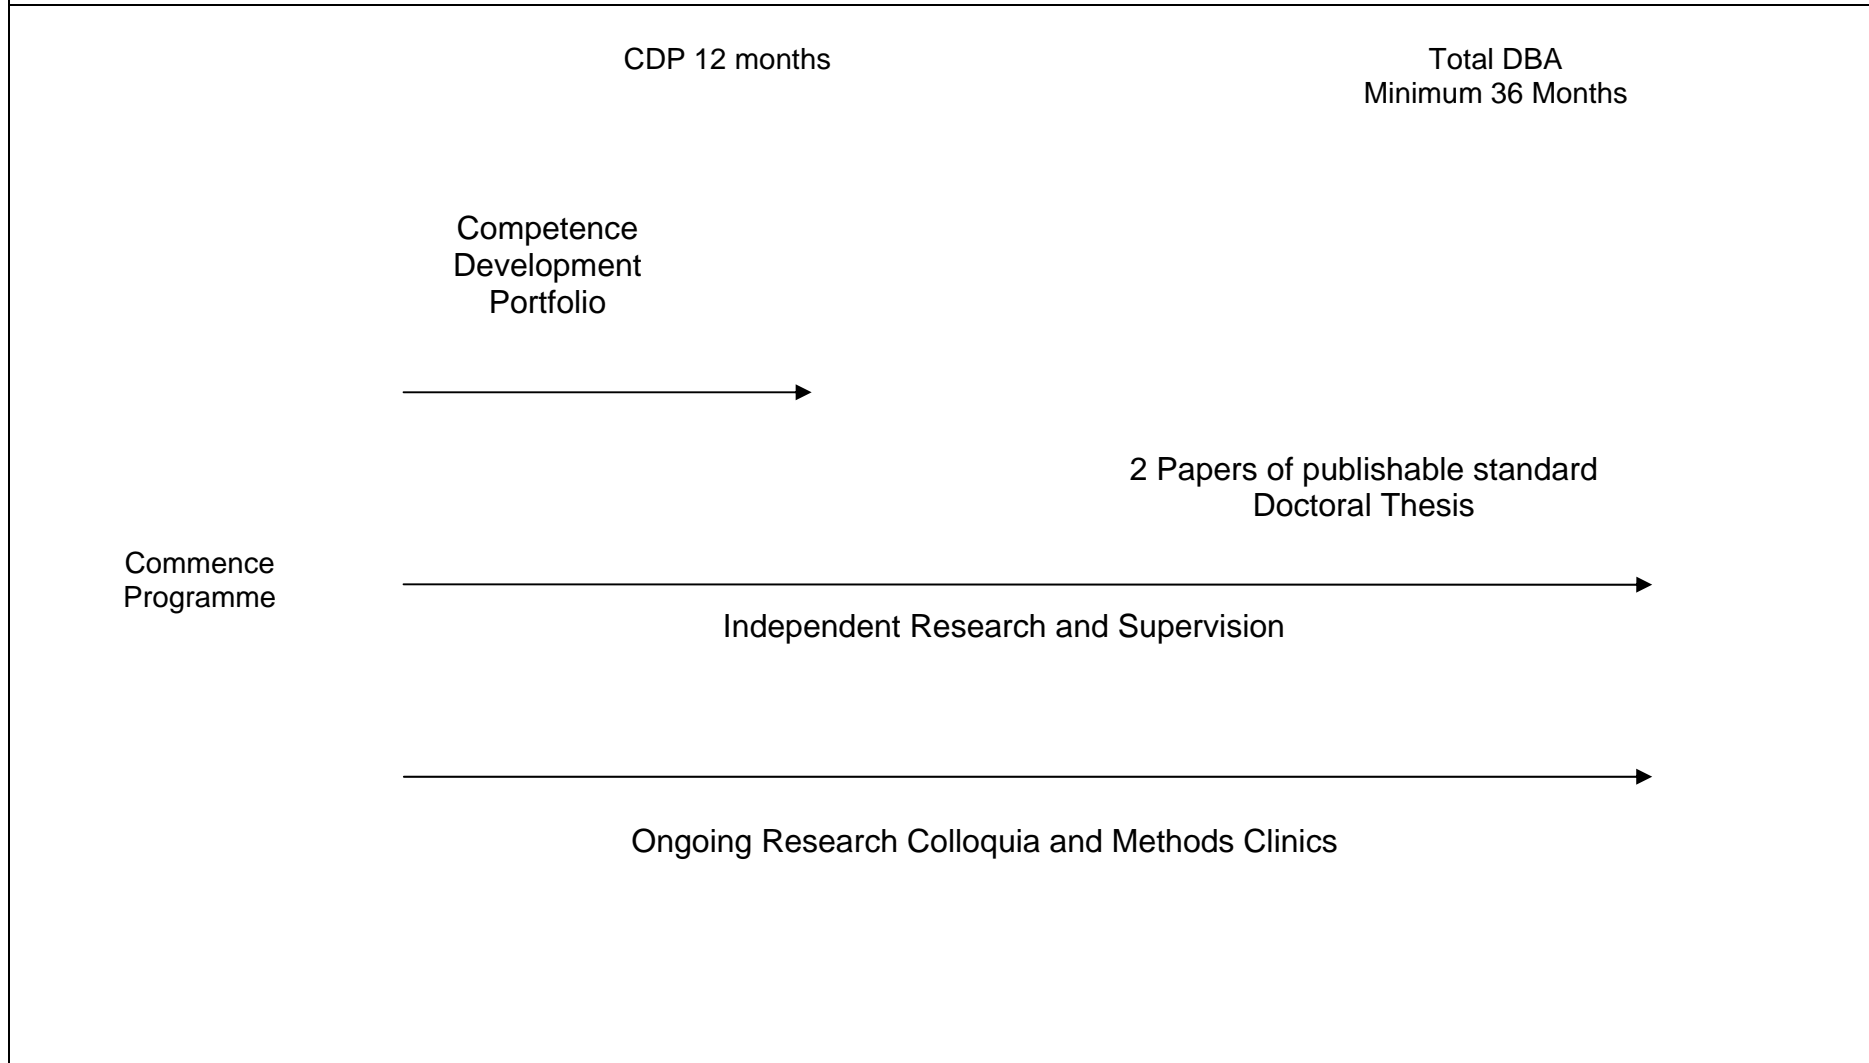 CDP 12 months
Total DBA
Minimum 36 Months
Competence
Development
Portfolio
2 Papers of publishable standard
Doctoral Thesis
Commence
Programme
Independent Research and Supervision
Ongoing Research Colloquia and Methods Clinics